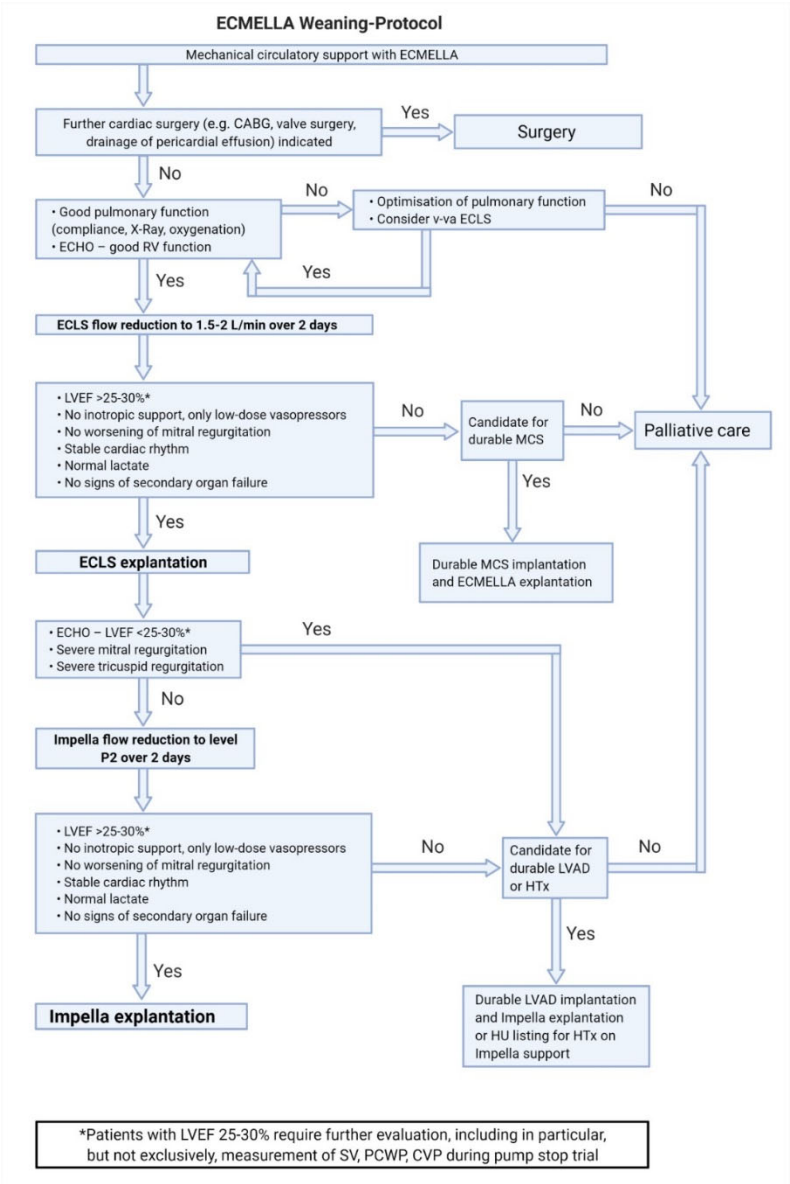 ECMELLA Weaning-Protocol
Mechanical circulatory support with ECMELLA
Further cardiac surgery (e.g. CABG, valve surgery,
drainage of pericardial effusion) indicated
Yes
Surgery
No
• Good pulmonary function
(compliance, X-Ray, oxygenation)
• ECHO – good RV function
No
• Optimisation of pulmonary function
• Consider v-va ECLS
No
Yes
Yes
ECLS flow reduction to 1.5-2 L/min over 2 days
• LVEF >25-30%*
• No inotropic support, only low-dose vasopressors
• No worsening of mitral regurgitation
• Stable cardiac rhythm
• Normal lactate
• No signs of secondary organ failure
No
Candidate for
durable MCS
No
Palliative care
Yes
Yes
Durable MCS implantation
and ECMELLA explantation
ECLS explantation
• ECHO – LVEF <25-30%*
• Severe mitral regurgitation
• Severe tricuspid regurgitation
Yes
No
Impella flow reduction to level
P2 over 2 days
• LVEF >25-30%*
• No inotropic support, only low-dose vasopressors
• No worsening of mitral regurgitation
• Stable cardiac rhythm
• Normal lactate
• No signs of secondary organ failure
No
Candidate for
durable LVAD
or HTx
No
Yes
Yes
Impella explantation
Durable LVAD implantation
and Impella explantation
or HU listing for HTx on
Impella support
*Patients with LVEF 25-30% require further evaluation, including in particular,
but not exclusively, measurement of SV, PCWP, CVP during pump stop trial